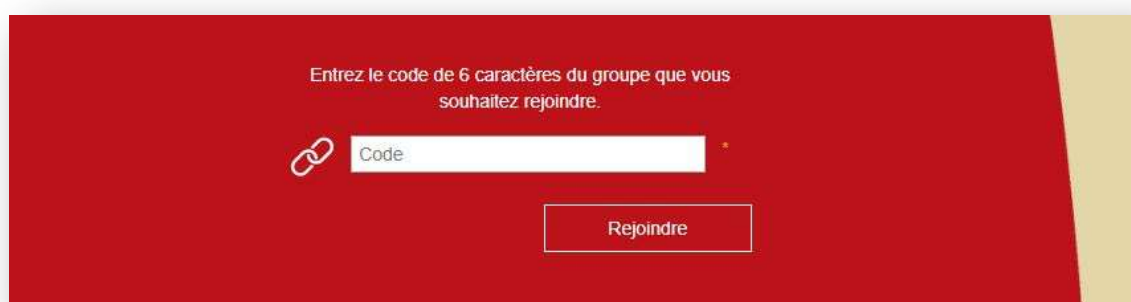 Entrez le code de 6 caractères du groupe que vous
souhaitez rejoindre.
Code
*
Rejoindre